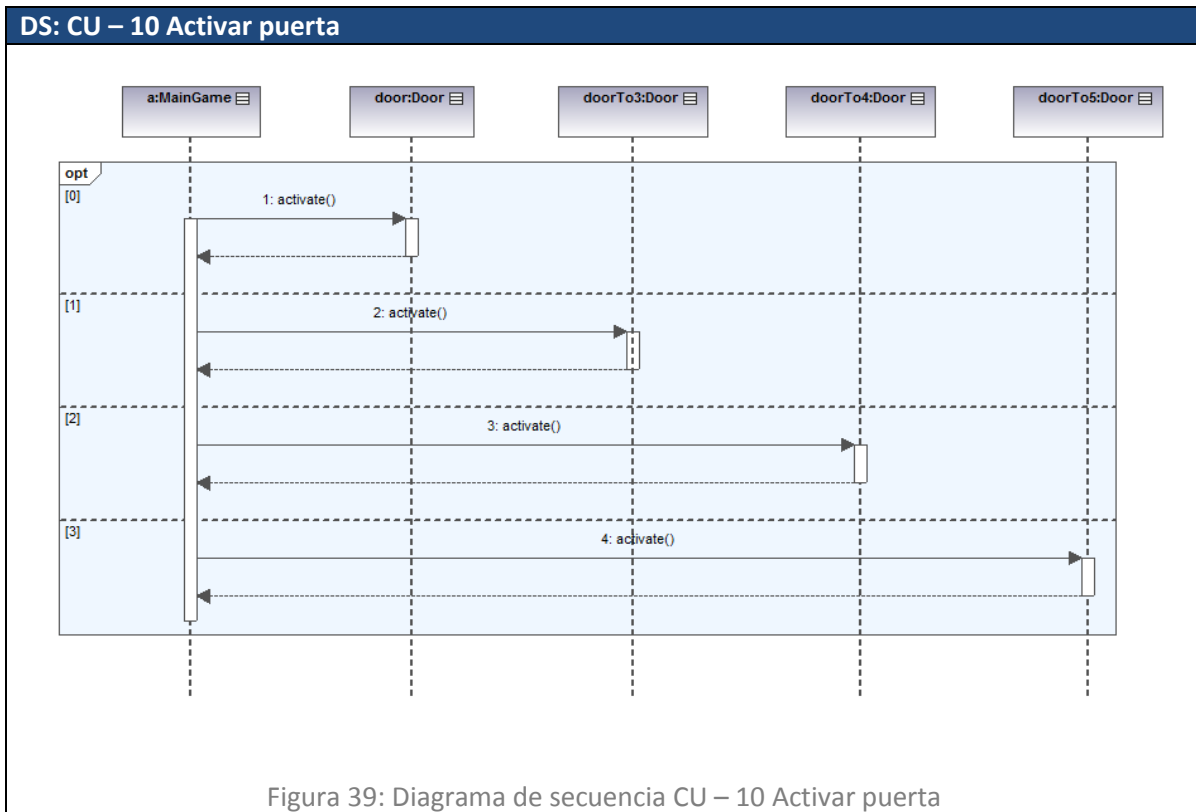 DS: CU – 10 Activar puerta
a:MainGame
door:Door
doorTo3:Door
doorTo4:Door
doorTo5:Door
opt
[0]
1: activate()
[1]
2: activate()
[2]
3: activate()
[3]
4: activate()
Figura 39: Diagrama de secuencia CU – 10 Activar puerta